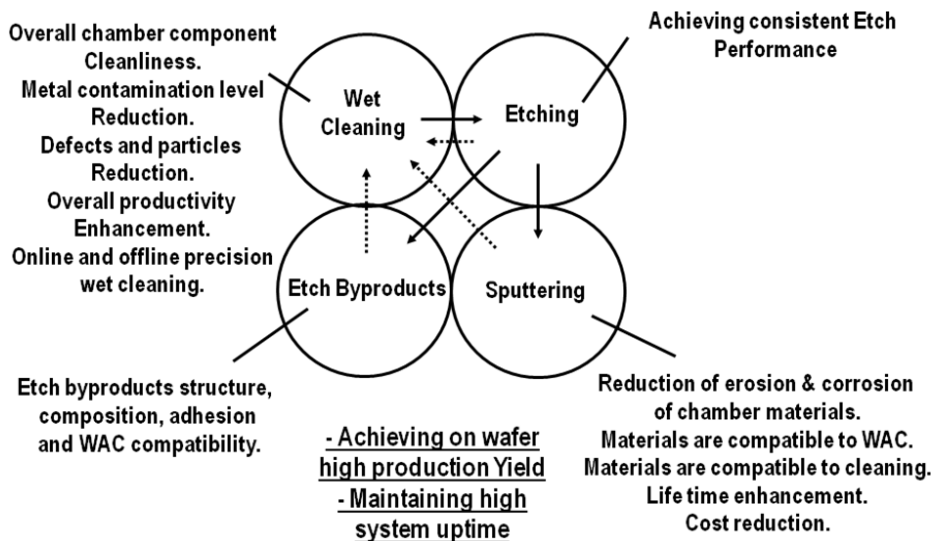 Overall chamber component
Cleanliness.
Metal contamination level
Reduction.
Defects and particles
Reduction.
Overall productivity
Enhancement.
Online and offline precision
wet cleaning.
Wet
Cleaning
Etching
Achieving consistent Etch
Performance
Etch Byproducts
Sputtering
Etch byproducts structure,
composition, adhesion
and WAC compatibility.
- Achieving on wafer
high production Yield
- Maintaining high
system uptime
Reduction of erosion & corrosion
of chamber materials.
Materials are compatible to WAC.
Materials are compatible to cleaning.
Life time enhancement.
Cost reduction.